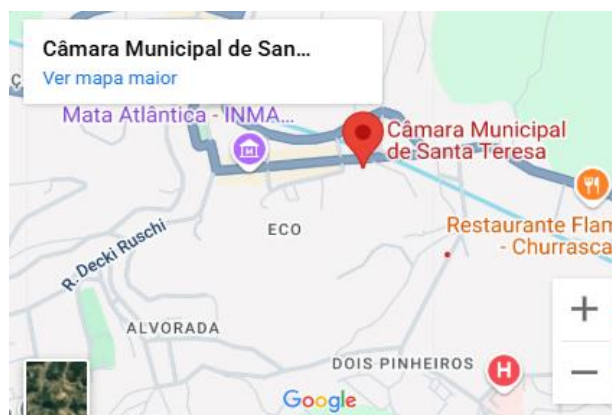 Câmara Municipal de San...
Ver mapa maior
Mata Atlântica - INMA...
Câmara Municipal
de Santa Teresa
Restaurante Flam
- Churrasca
ECO
R. Decki Ruschi
ALVORADA
DOIS PINHEIROS
H
Google
+
−